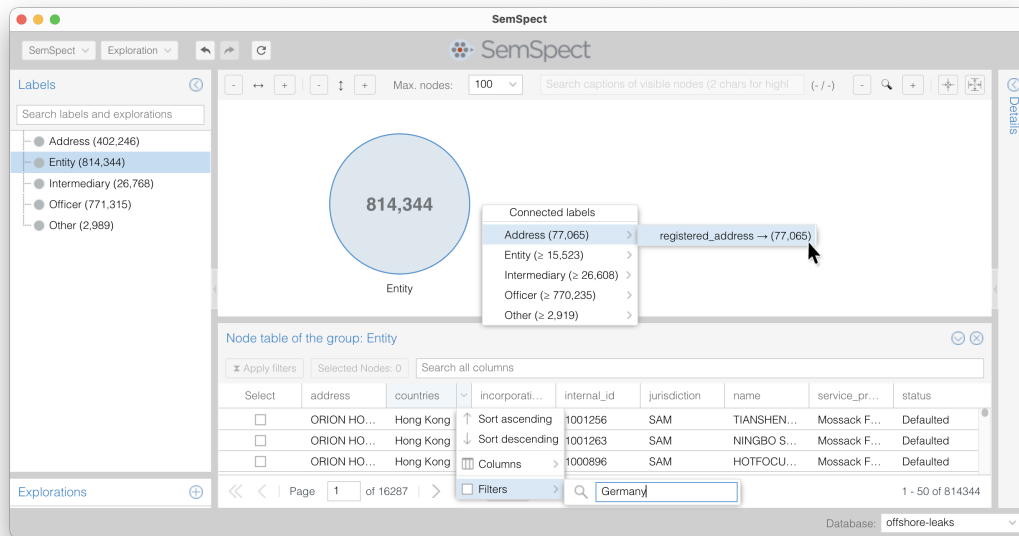 SemSpect
SemSpect
Exploration
SemSpect
Labels
Search labels and explorations
Address (402,246)
Entity (814,344)
Intermediary (26,768)
Officer (771,315)
Other (2,989)
Explorations
- ↔ + - ↕ + Max. nodes: 100 Search captions of visible nodes (2 chars for highl (- / -) - +
Details
814,344
Entity
Connected labels
Address (77,065)
Entity (≥ 15,523)
Intermediary (≥ 26,608)
Officer (≥ 770,235)
Other (≥ 2,919)
registered_address → (77,065)
Node table of the group: Entity
Apply filters Selected Nodes: 0 Search all columns
Select address countries incorporati... internal_id jurisdiction name service_pr... status
ORION HO... Hong Kong 1001256 SAM TIANSHEN... Mossack F... Defaulted
ORION HO... Hong Kong 1001263 SAM NINGBO S... Mossack F... Defaulted
ORION HO... Hong Kong 1000896 SAM HOTFOCU... Mossack F... Defaulted
Sort ascending
Sort descending
Columns
Filters
Germany
Page 1 of 16287
1 - 50 of 814344
Database: offshore-leaks